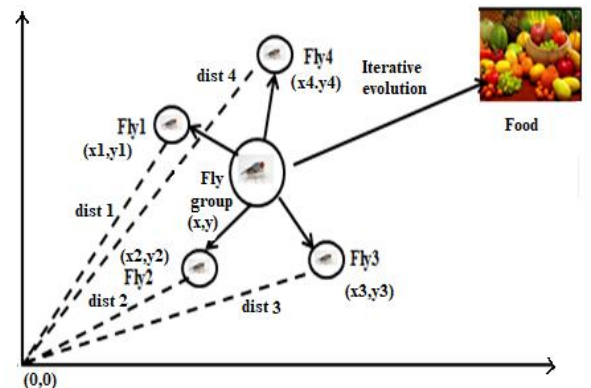 Fly4
dist 4
(x4,y4)
Iterative
evolution
Fly1
(x1,y1)
Food
Fly
group
(x,y)
dist 1
(x2,y2)
Fly2
Fly3
(x3,y3)
dist 2
dist 3
(0,0)